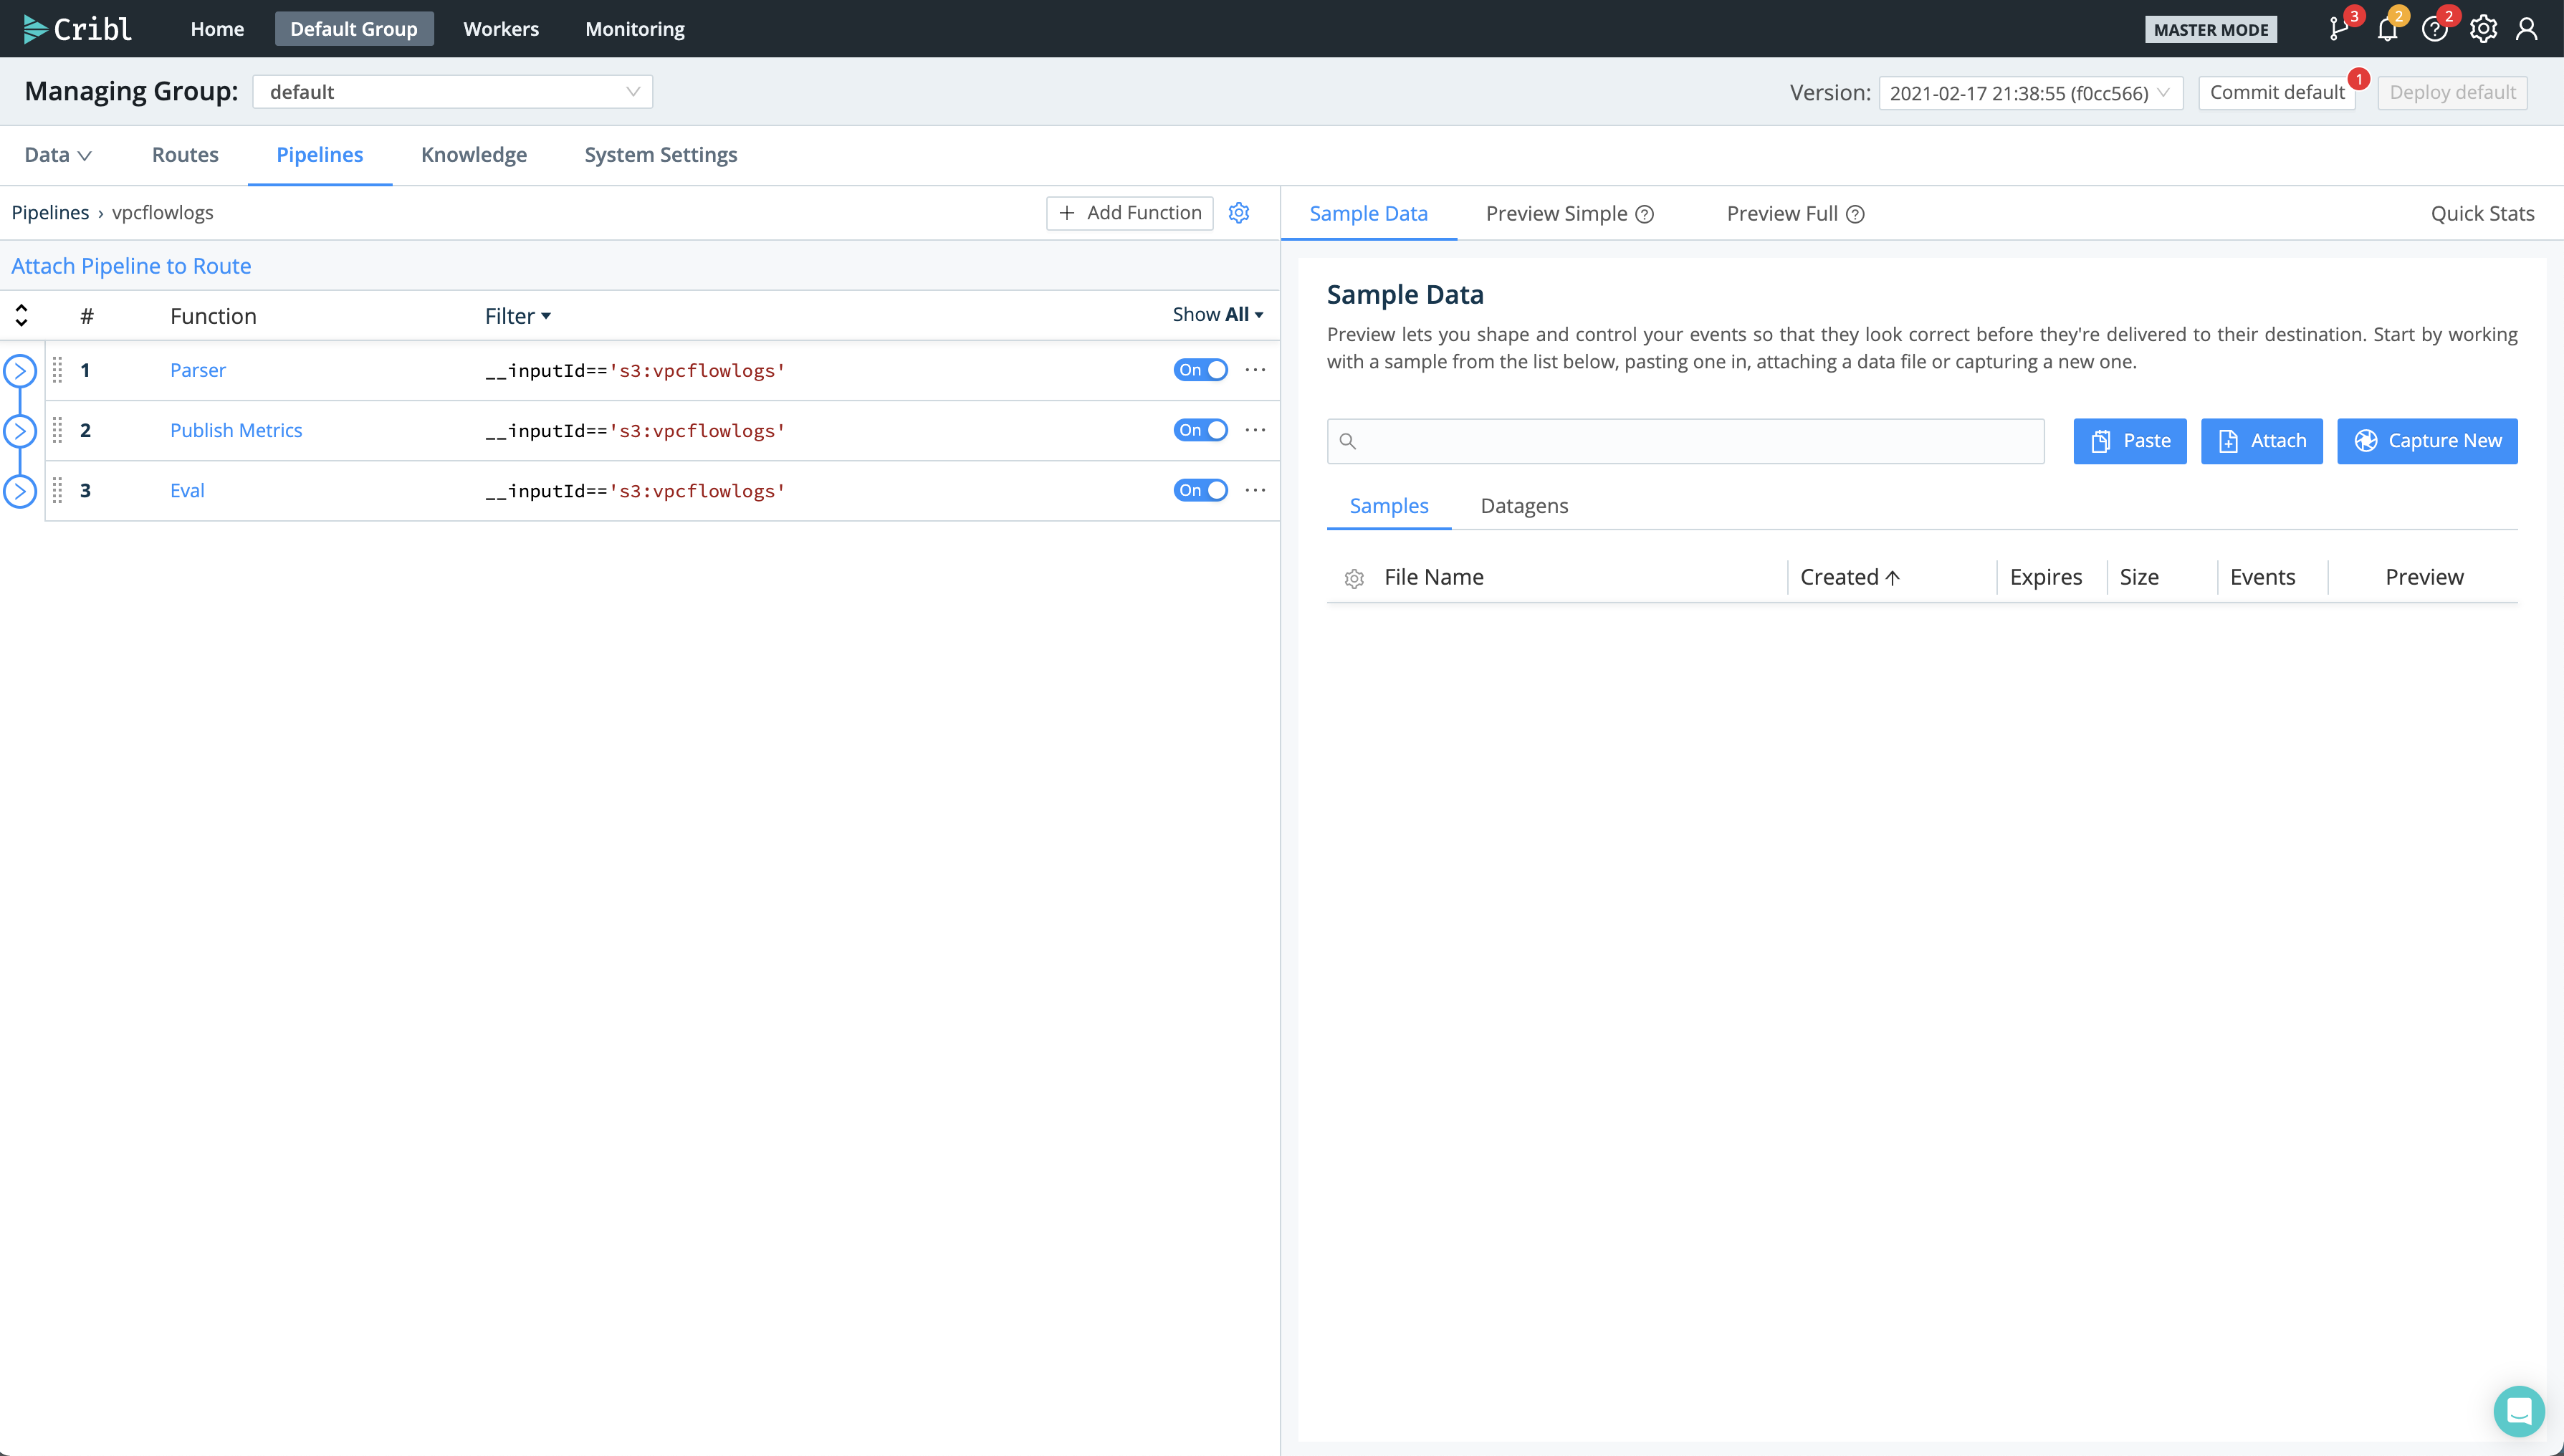 Cribl Home Default Group Workers Monitoring MASTER MODE 3 2 2
Managing Group: default Version: 2021-02-17 21:38:55 (f0cc566) Commit default 1 Deploy default
Data Routes Pipelines Knowledge System Settings
Pipelines › vpcflowlogs + Add Function
Attach Pipeline to Route
# Function Filter Show All
1 Parser __inputId=='s3:vpcflowlogs' On ...
2 Publish Metrics __inputId=='s3:vpcflowlogs' On ...
3 Eval __inputId=='s3:vpcflowlogs' On ...
Sample Data Preview Simple ? Preview Full ? Quick Stats
Sample Data
Preview lets you shape and control your events so that they look correct before they're delivered to their destination. Start by working
with a sample from the list below, pasting one in, attaching a data file or capturing a new one.
Paste Attach Capture New
Samples Datagens
File Name Created ↑ Expires Size Events Preview